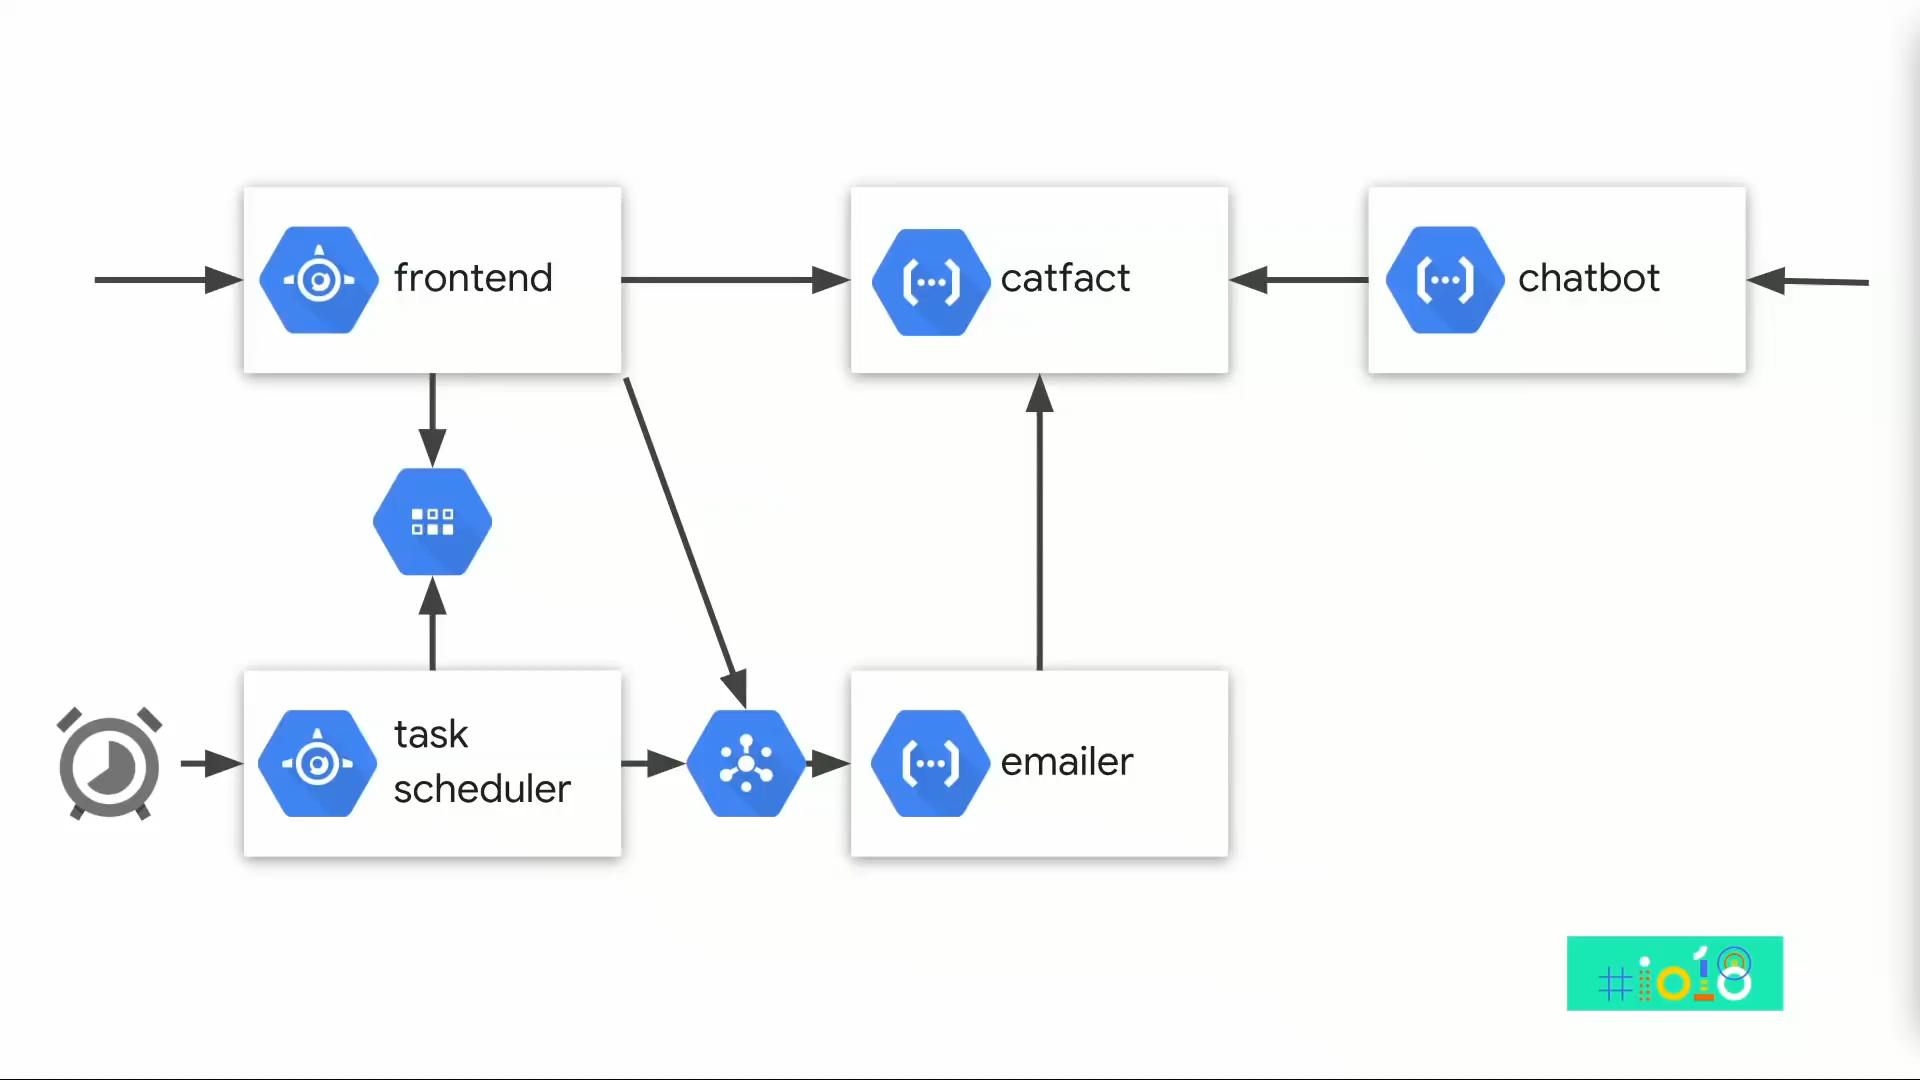 frontend
catfact
chatbot
task
scheduler
emailer
#io18